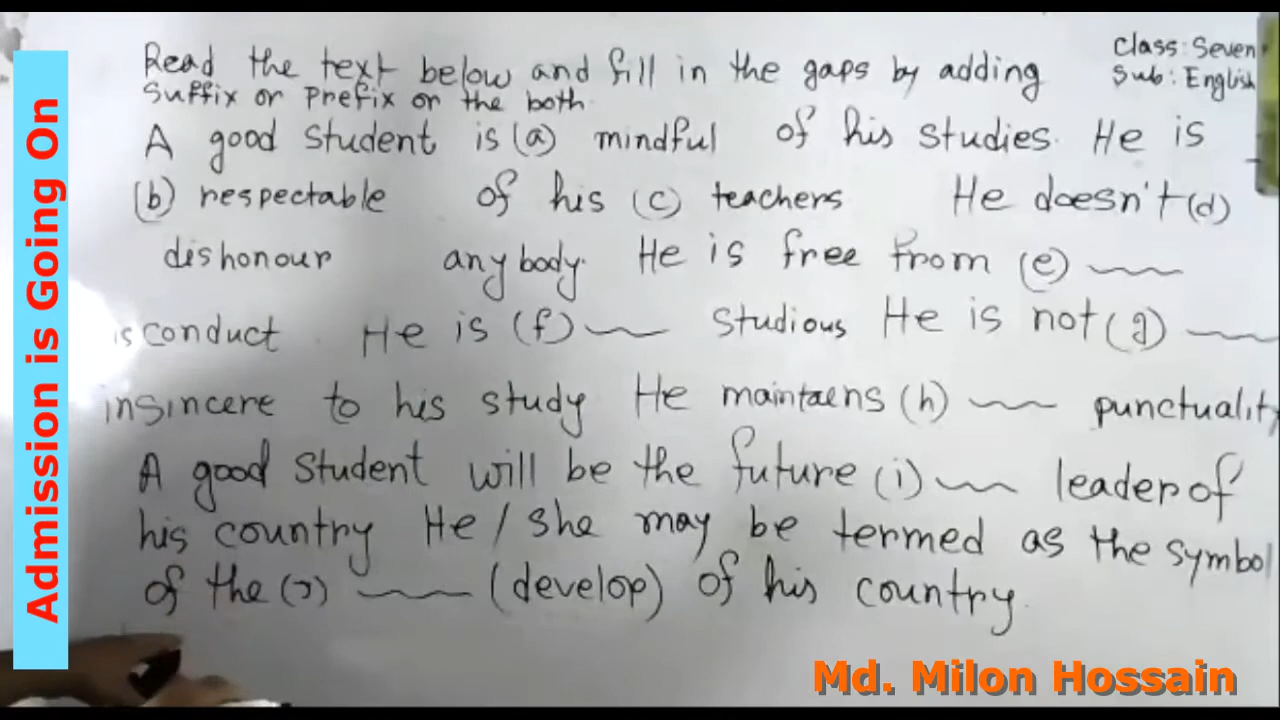 Admission is Going On
Class: Seven
Sub: English
Read the text below and fill in the gaps by adding
Suffix or Prefix or the both.
A good student is (a) mindful of his studies. He is
(b) respectable of his (c) teachers He doesn't (d)
dishonour any body. He is free from (e)
isconduct He is (f) studious He is not (g)
insincere to his study He maintaens (h) punctuality
A good student will be the future (i) leader of
his country He / she may be termed as the symbol
of the (J) (develop) of his country.
Md. Milon Hossain